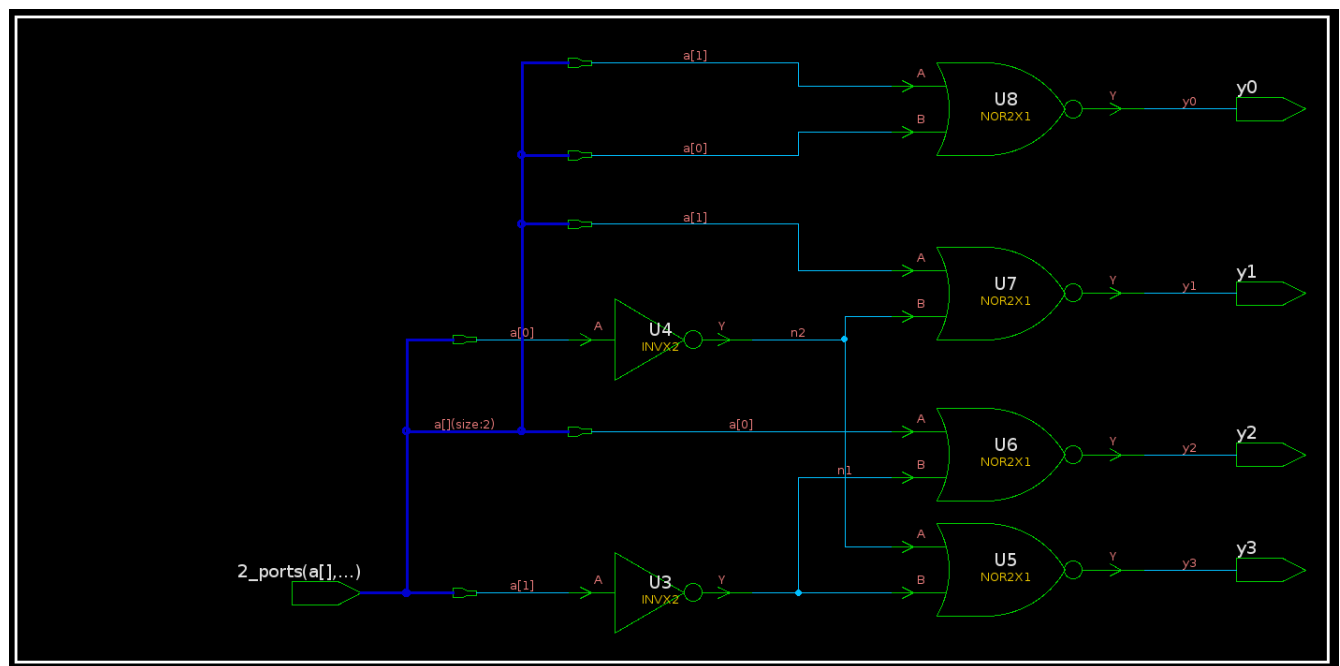 a[1]
A
U8
NOR2X1
B
Y
y0
y0
a[0]
a[1]
A
U7
NOR2X1
B
Y
y1
y1
a[0]
A
U4
INVX2
Y
n2
a[](size:2)
a[0]
A
U6
NOR2X1
B
Y
y2
y2
n1
A
U5
NOR2X1
B
Y
y3
y3
2_ports(a[],...)
a[1]
A
U3
INVX2
Y